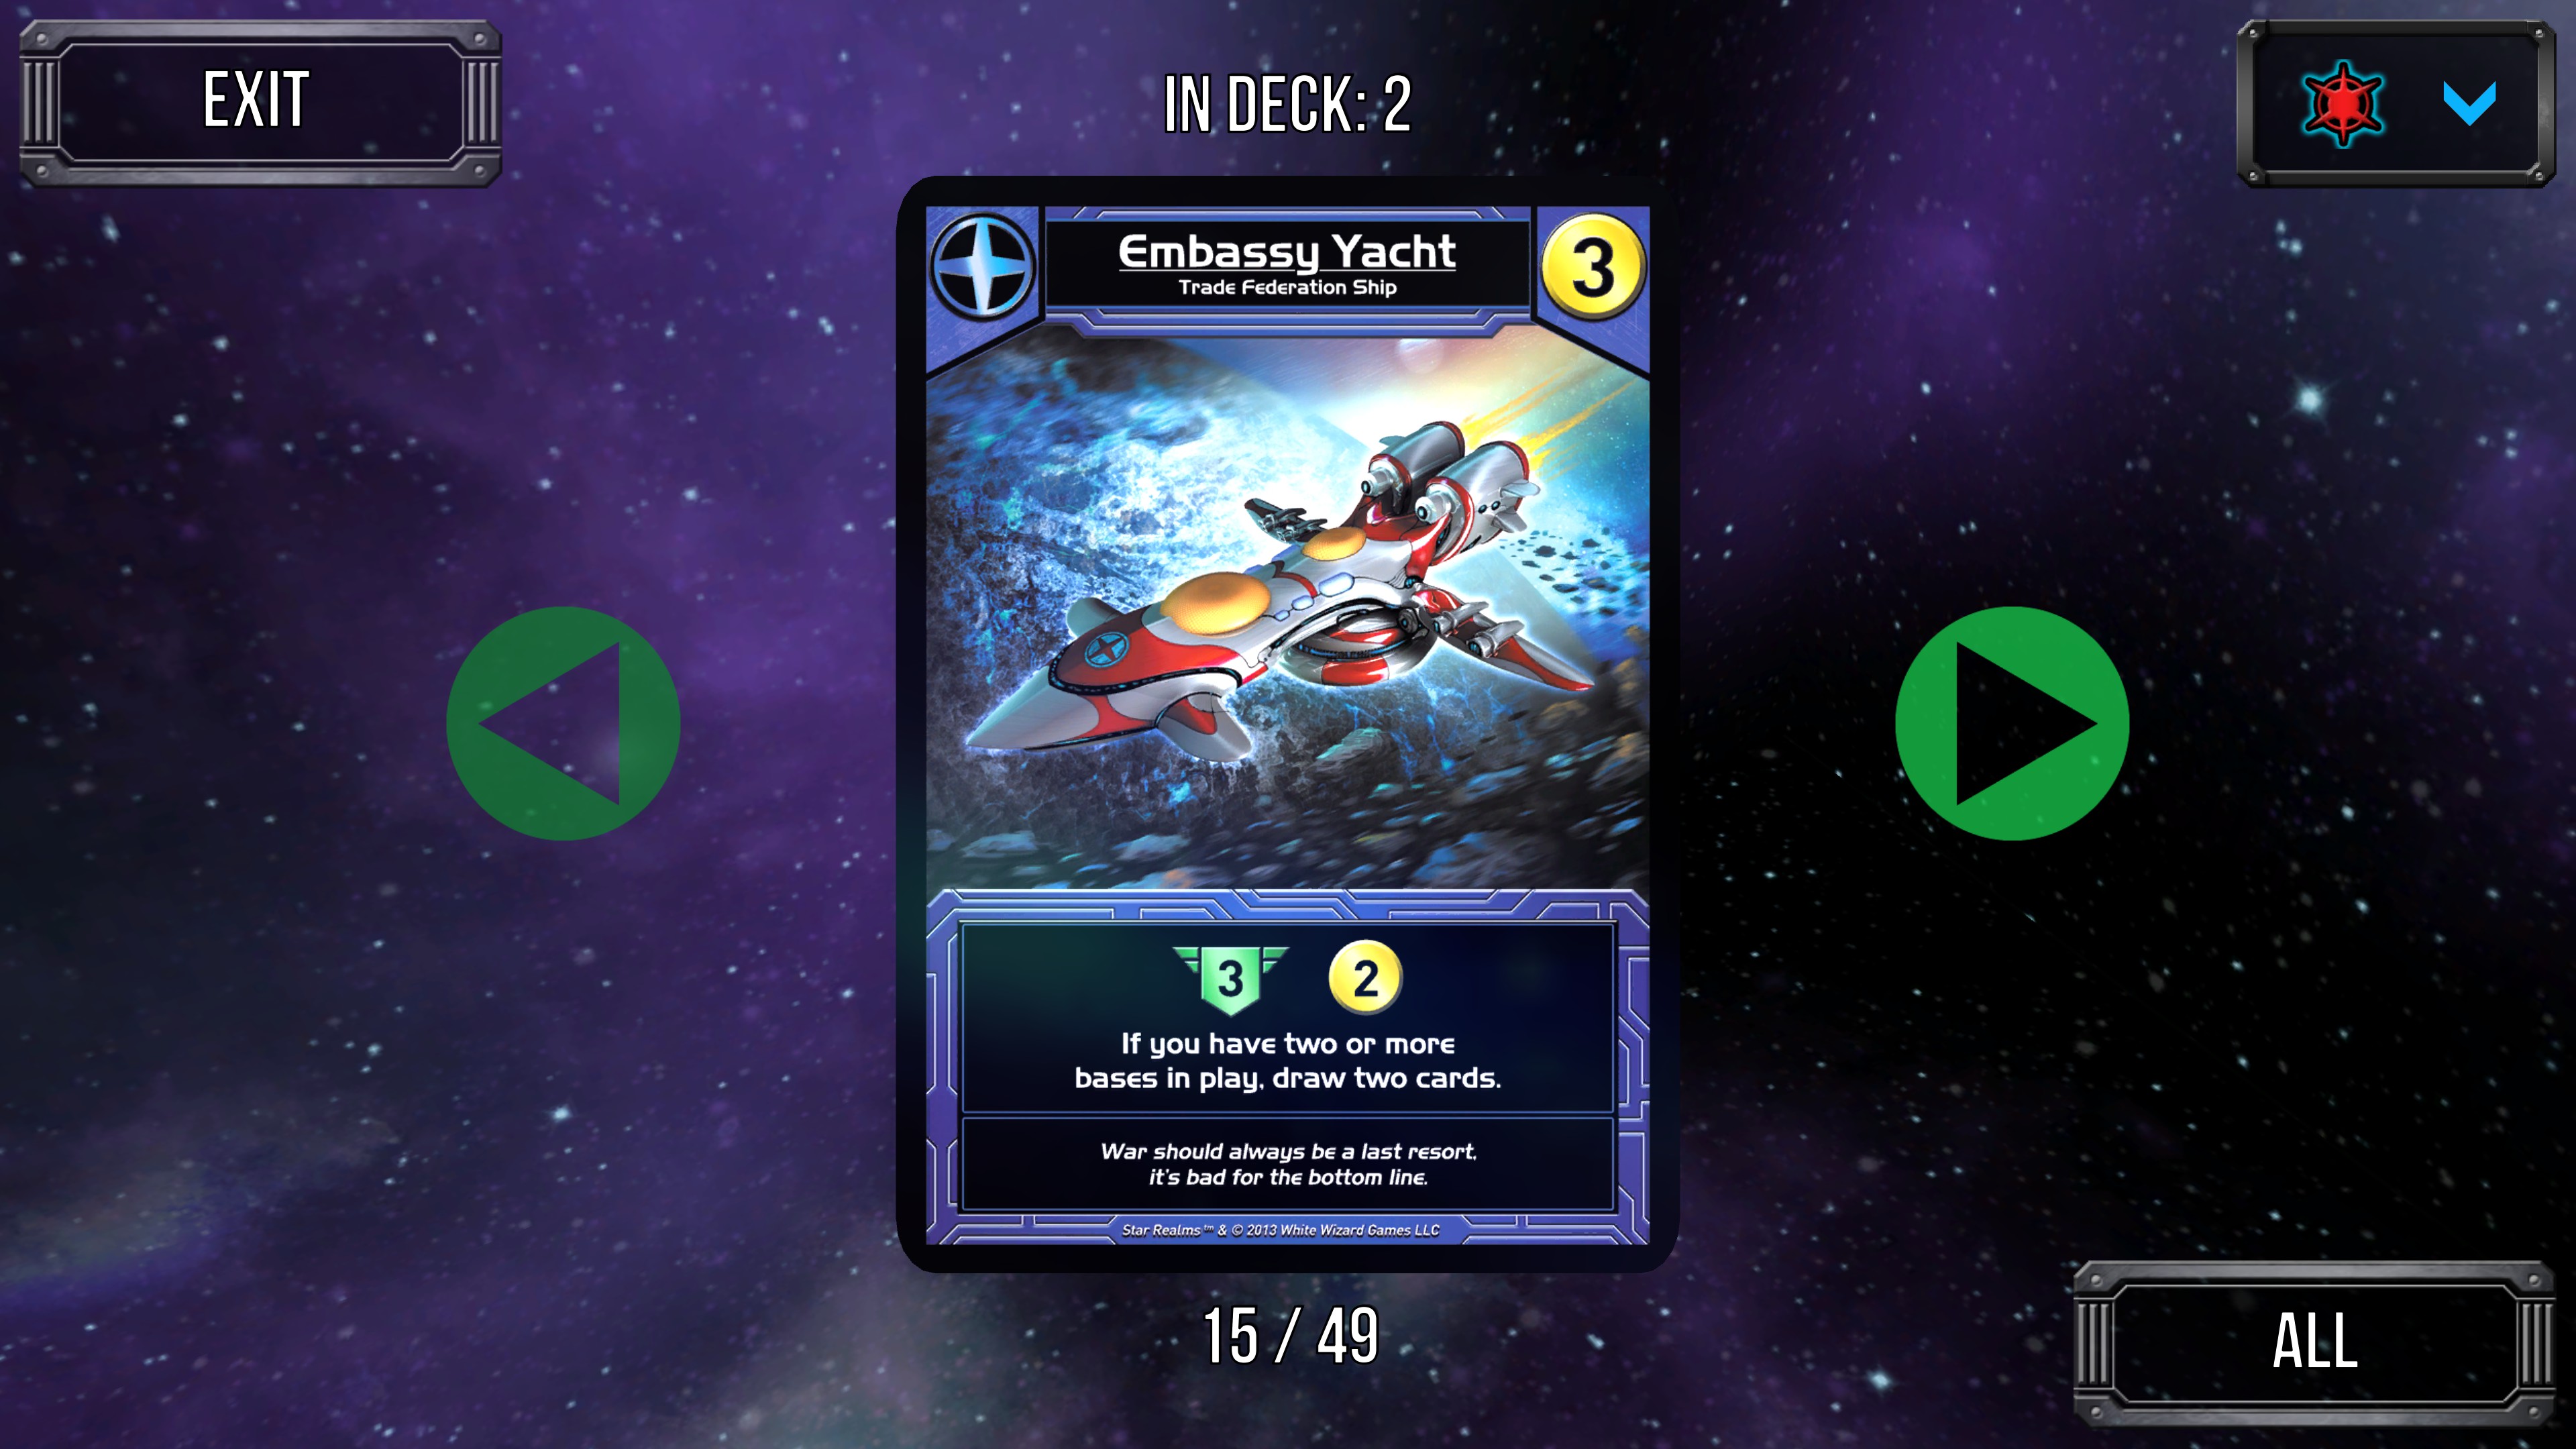 EXIT
IN DECK: 2
Embassy Yacht
Trade Federation Ship
3
3 2
If you have two or more
bases in play, draw two cards.
War should always be a last resort,
it's bad for the bottom line.
Star Realms™ & © 2013 White Wizard Games LLC
15 / 49
ALL